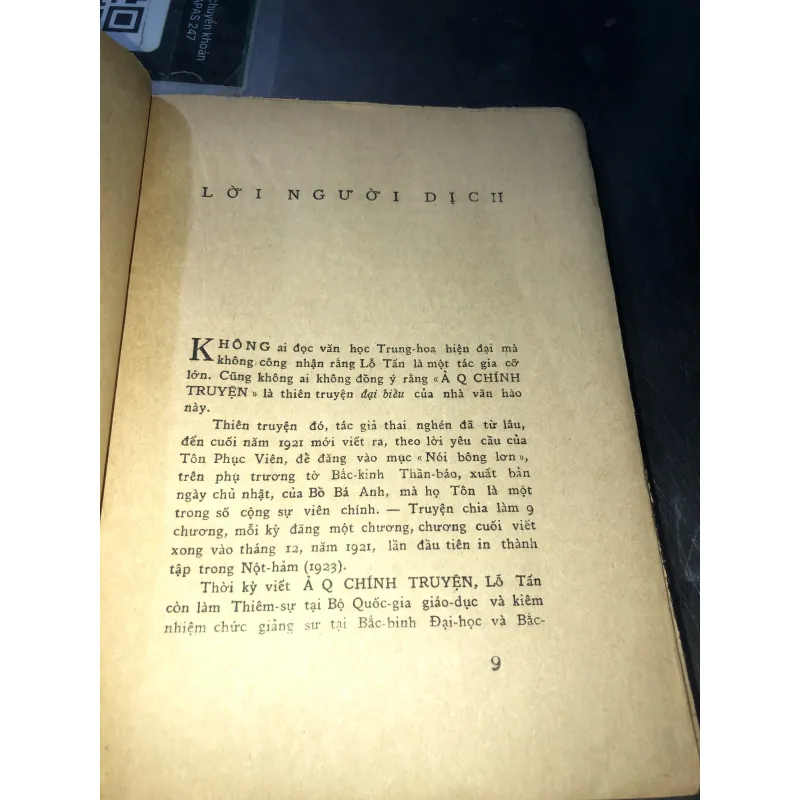 chuyển khoản
APAS 247
LỜI NGƯỜI DỊCH
KHÔNG ai đọc văn học Trung-hoa hiện đại mà
không công nhận rằng Lỗ Tấn là một tác gia cỡ
lớn. Cũng không ai không đồng ý rằng «Ả Q CHÍNH
TRUYỆN» là thiên truyện đại biểu của nhà văn hào
này.
Thiên truyện đó, tác giả thai nghén đã từ lâu,
đến cuối năm 1921 mới viết ra, theo lời yêu cầu của
Tôn Phục Viên, để đăng vào mục «Nói bông lơn»,
trên phụ trương tờ Bắc-kinh Thần-báo, xuất bản
ngày chủ nhật, của Bồ Bá Anh, mà họ Tôn là một
trong số cộng sự viên chính. — Truyện chia làm 9
chương, mỗi kỳ đăng một chương, chương cuối viết
xong vào tháng 12, năm 1921, lần đầu tiên in thành
tập trong Nột-hảm (1923).
Thời kỳ viết Ả Q CHÍNH TRUYỆN, Lỗ Tấn
còn làm Thiêm-sự tại Bộ Quốc-gia giáo-dục và kiêm
nhiệm chức giảng sư tại Bắc-bình Đại-học và Bắc-
9